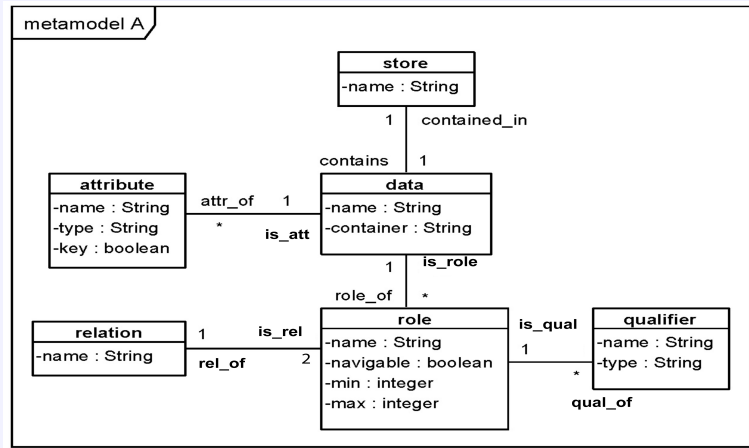 metamodel A
store
-name : String
1 contained_in
contains 1
attribute
-name : String
-type : String
-key : boolean
attr_of 1
* is_att
data
-name : String
-container : String
1 is_role
role_of *
relation
-name : String
1 is_rel
rel_of 2
role
-name : String
-navigable : boolean
-min : integer
-max : integer
is_qual
1
*
qual_of
qualifier
-name : String
-type : String